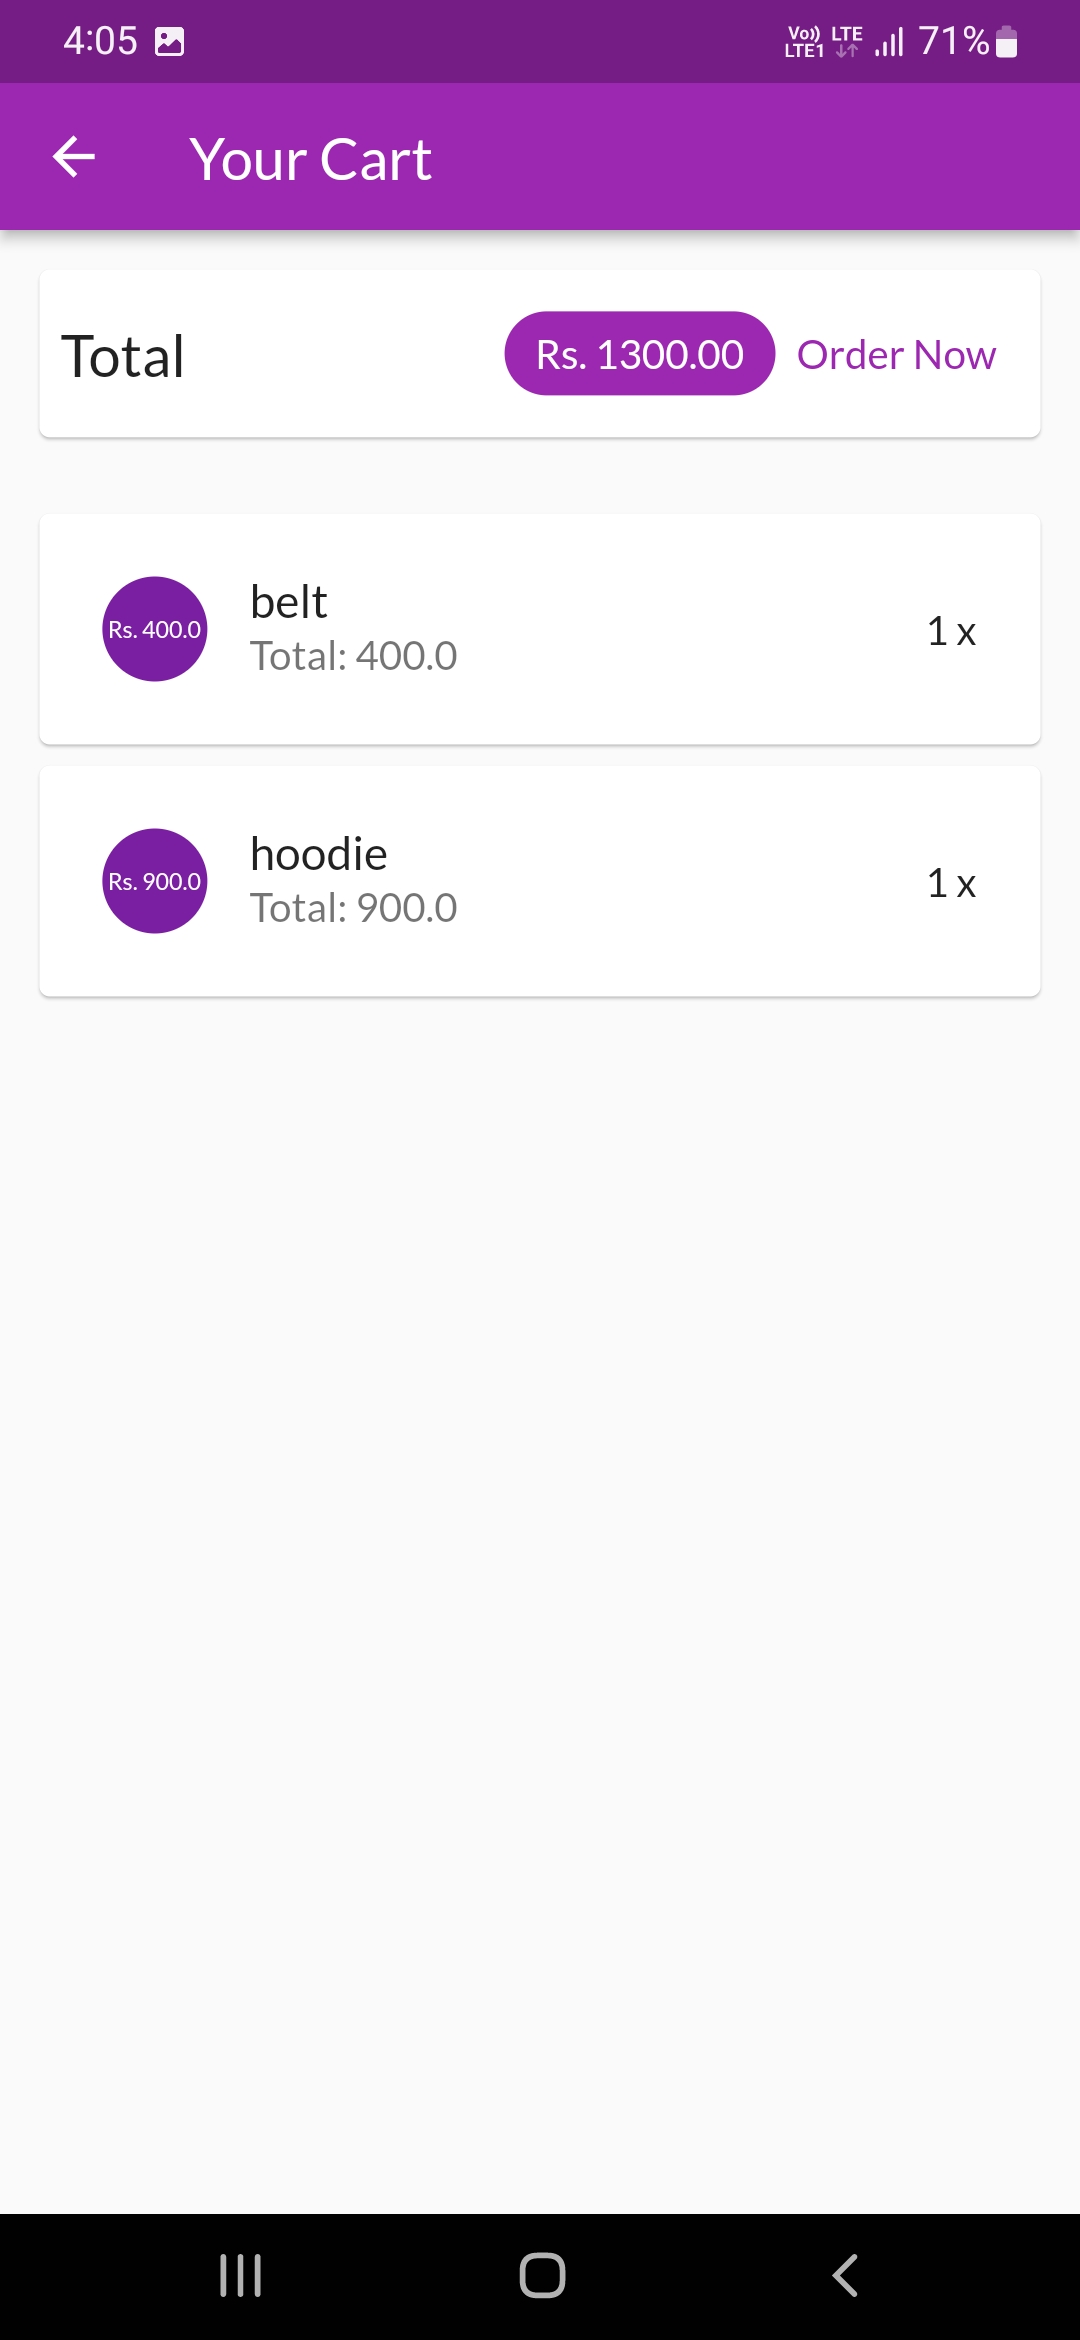 4:05
Vo)) LTE
LTE1
71%
Your Cart
Total
Rs. 1300.00
Order Now
Rs. 400.0
belt
Total: 400.0
1 x
Rs. 900.0
hoodie
Total: 900.0
1 x